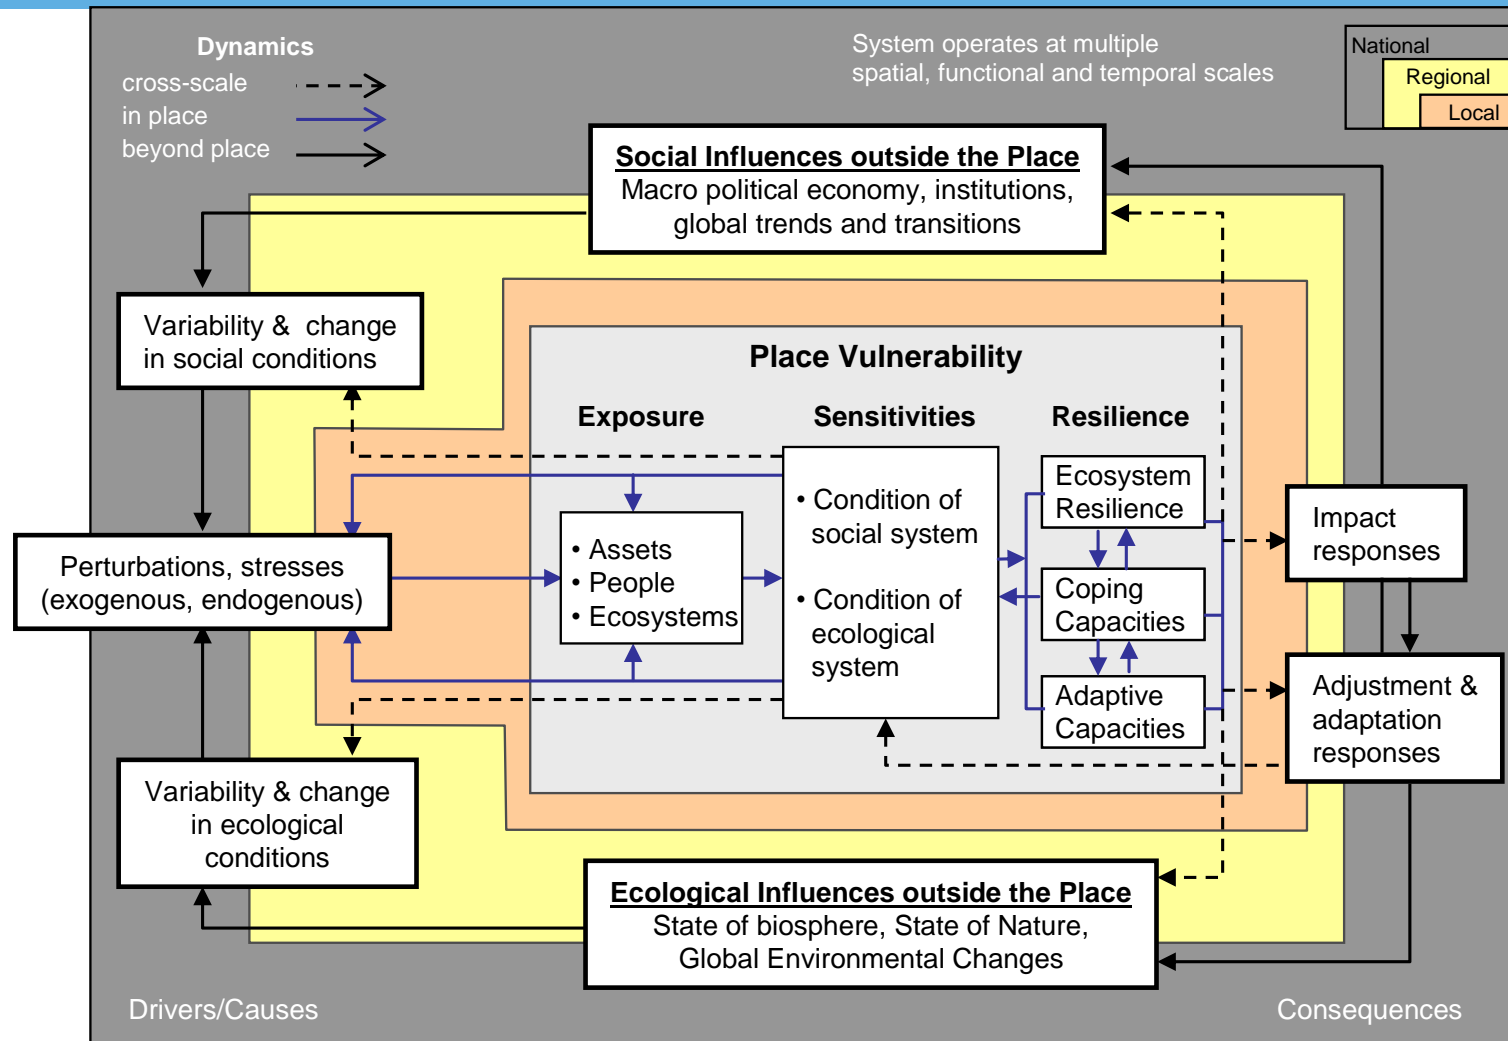 Dynamics
cross-scale
in place
beyond place
System operates at multiple
spatial, functional and temporal scales
National
Regional
Local
Social Influences outside the Place
Macro political economy, institutions,
global trends and transitions
Variability & change
in social conditions
Place Vulnerability
Exposure
Sensitivities
Resilience
Perturbations, stresses
(exogenous, endogenous)
• Assets
• People
• Ecosystems
• Condition of
social system
• Condition of
ecological
system
Ecosystem
Resilience
Coping
Capacities
Adaptive
Capacities
Impact
responses
Adjustment &
adaptation
responses
Variability & change
in ecological
conditions
Ecological Influences outside the Place
State of biosphere, State of Nature,
Global Environmental Changes
Drivers/Causes
Consequences